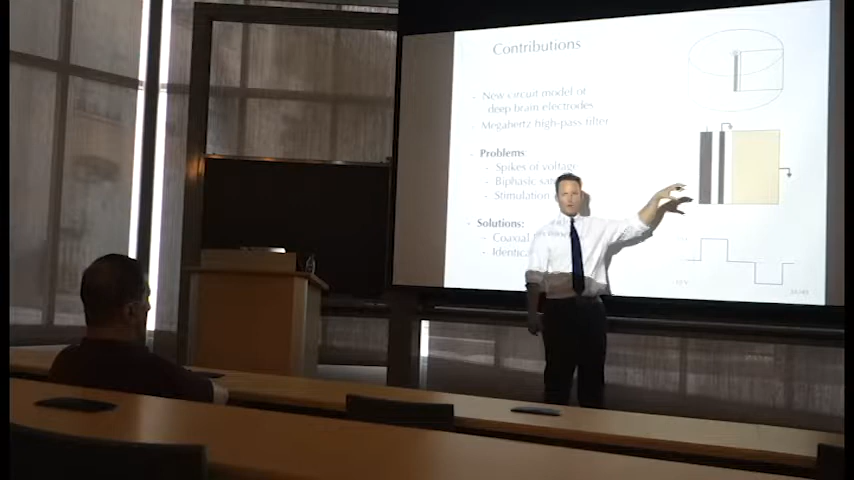 Contributions
- New circuit model of
deep brain electrodes
- Megahertz high-pass filter
- Problems:
- Spikes of voltage
- Biphasic
- Stimulation
- Solutions:
- Coaxial